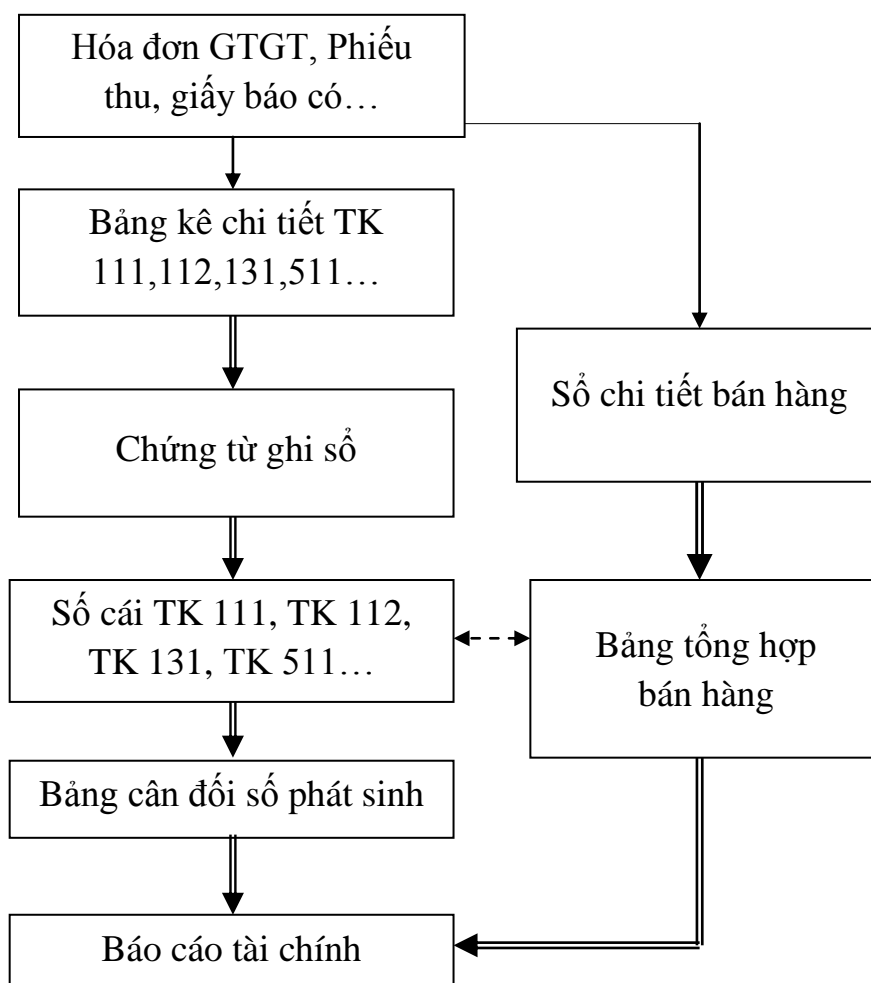 Hóa đơn GTGT, Phiếu
thu, giấy báo có…
Bảng kê chi tiết TK
111,112,131,511…
Sổ chi tiết bán hàng
Chứng từ ghi sổ
Số cái TK 111, TK 112,
TK 131, TK 511…
Bảng tổng hợp
bán hàng
Bảng cân đối số phát sinh
Báo cáo tài chính